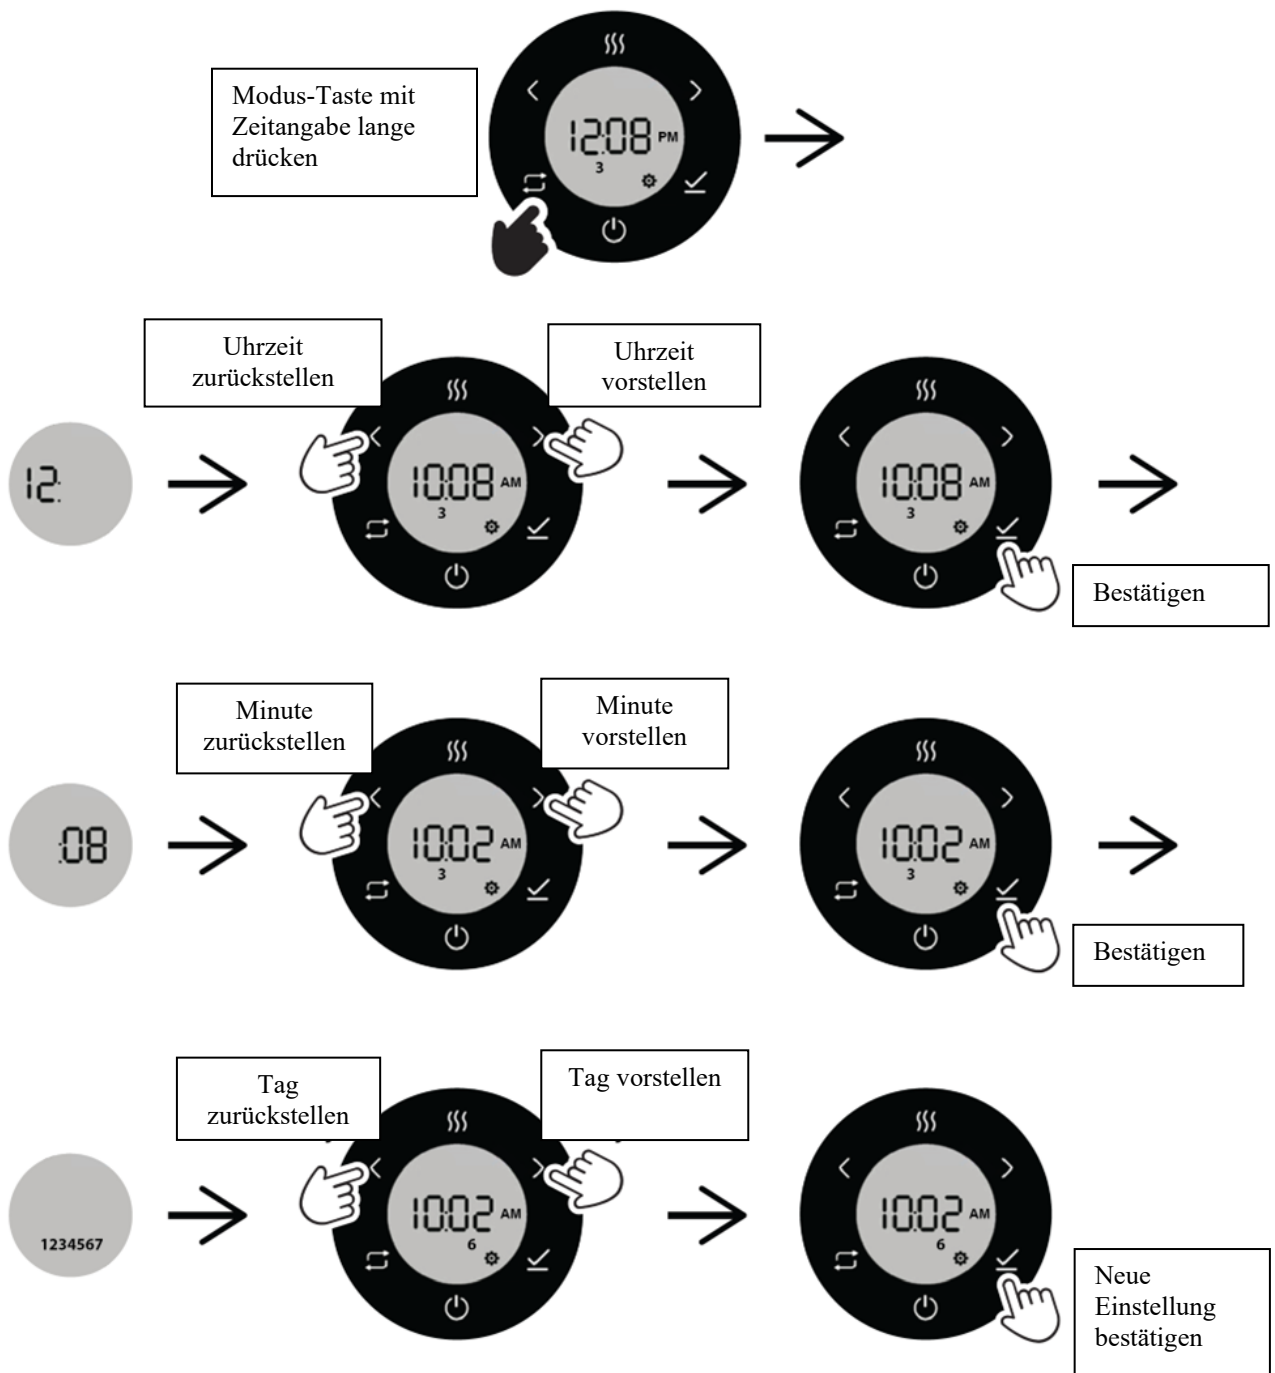 Modus-Taste mit
Zeitangabe lange
drücken
12:08 PM
3
Uhrzeit
zurückstellen
Uhrzeit
vorstellen
12:
10:08 AM
3
10:08 AM
3
Bestätigen
Minute
zurückstellen
Minute
vorstellen
:08
10:02 AM
3
10:02 AM
3
Bestätigen
Tag
zurückstellen
Tag vorstellen
1234567
10:02 AM
6
10:02 AM
6
Neue
Einstellung
bestätigen